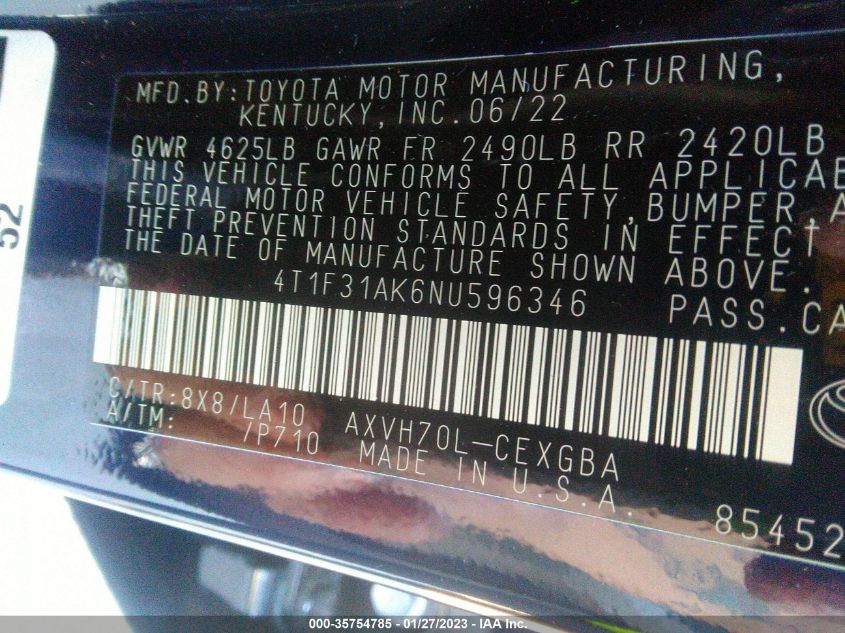 52
MFD.BY:TOYOTA MOTOR MANUFACTURING,
KENTUCKY,INC.06/22
GVWR 4625LB GAWR FR 2490LB RR 2420LB
THIS VEHICLE CONFORMS TO ALL APPLICAB
FEDERAL MOTOR VEHICLE SAFETY,BUMPER,A
THEFT PREVENTION STANDARDS IN EFFECT
THE DATE OF MANUFACTURE SHOWN ABOVE.
4T1F31AK6NU596346 PASS.CA
C/TR:8X8/LA10 AXVH70L-CEXGBA
A/TM: /P710 MADE IN U.S.A.
85452
000-35754785 - 01/27/2023 - IAA Inc.